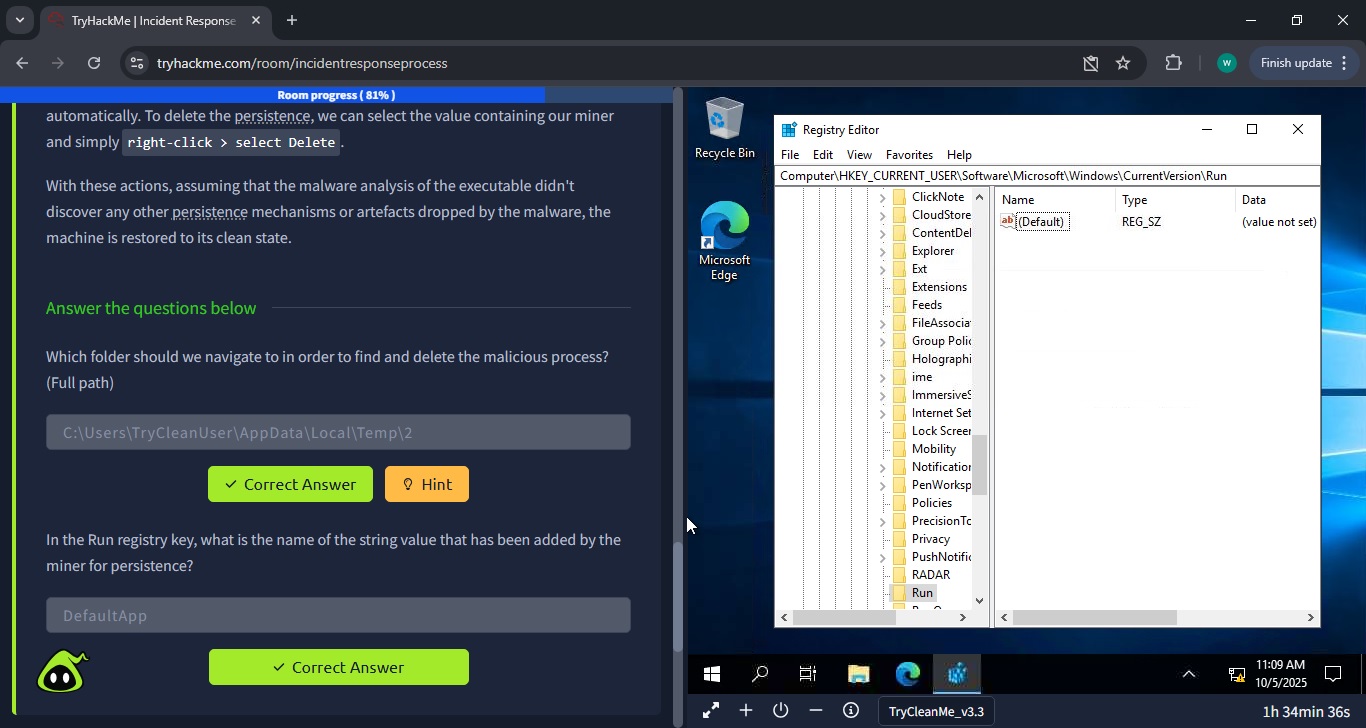 TryHackMe | Incident Response
tryhackme.com/room/incidentresponseprocess
W
Finish update
Room progress ( 81% )
automatically. To delete the persistence, we can select the value containing our miner
and simply right-click > select Delete .
With these actions, assuming that the malware analysis of the executable didn't
discover any other persistence mechanisms or artefacts dropped by the malware, the
machine is restored to its clean state.
Answer the questions below
Which folder should we navigate to in order to find and delete the malicious process?
(Full path)
C:\Users\TryCleanUser\AppData\Local\Temp\2
Correct Answer
Hint
In the Run registry key, what is the name of the string value that has been added by the
miner for persistence?
DefaultApp
Correct Answer
Recycle Bin
Microsoft
Edge
Registry Editor
File Edit View Favorites Help
Computer\HKEY_CURRENT_USER\Software\Microsoft\Windows\CurrentVersion\Run
ClickNote
CloudStore
ContentDel
Explorer
Ext
Extensions
Feeds
FileAssocia
Group Polic
Holographi
ime
ImmersiveS
Internet Set
Lock Screen
Mobility
Notification
PenWorksp
Policies
PrecisionTo
Privacy
PushNotific
RADAR
Run
Name Type Data
ab (Default) REG_SZ (value not set)
11:09 AM
10/5/2025
TryCleanMe_v3.3
1h 34min 36s